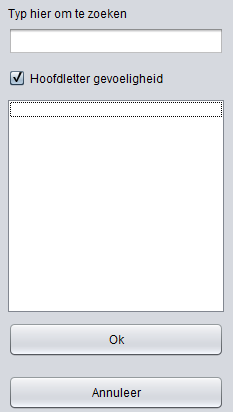 Typ hier om te zoeken
Hoofdletter gevoeligheid
Ok
Annuleer